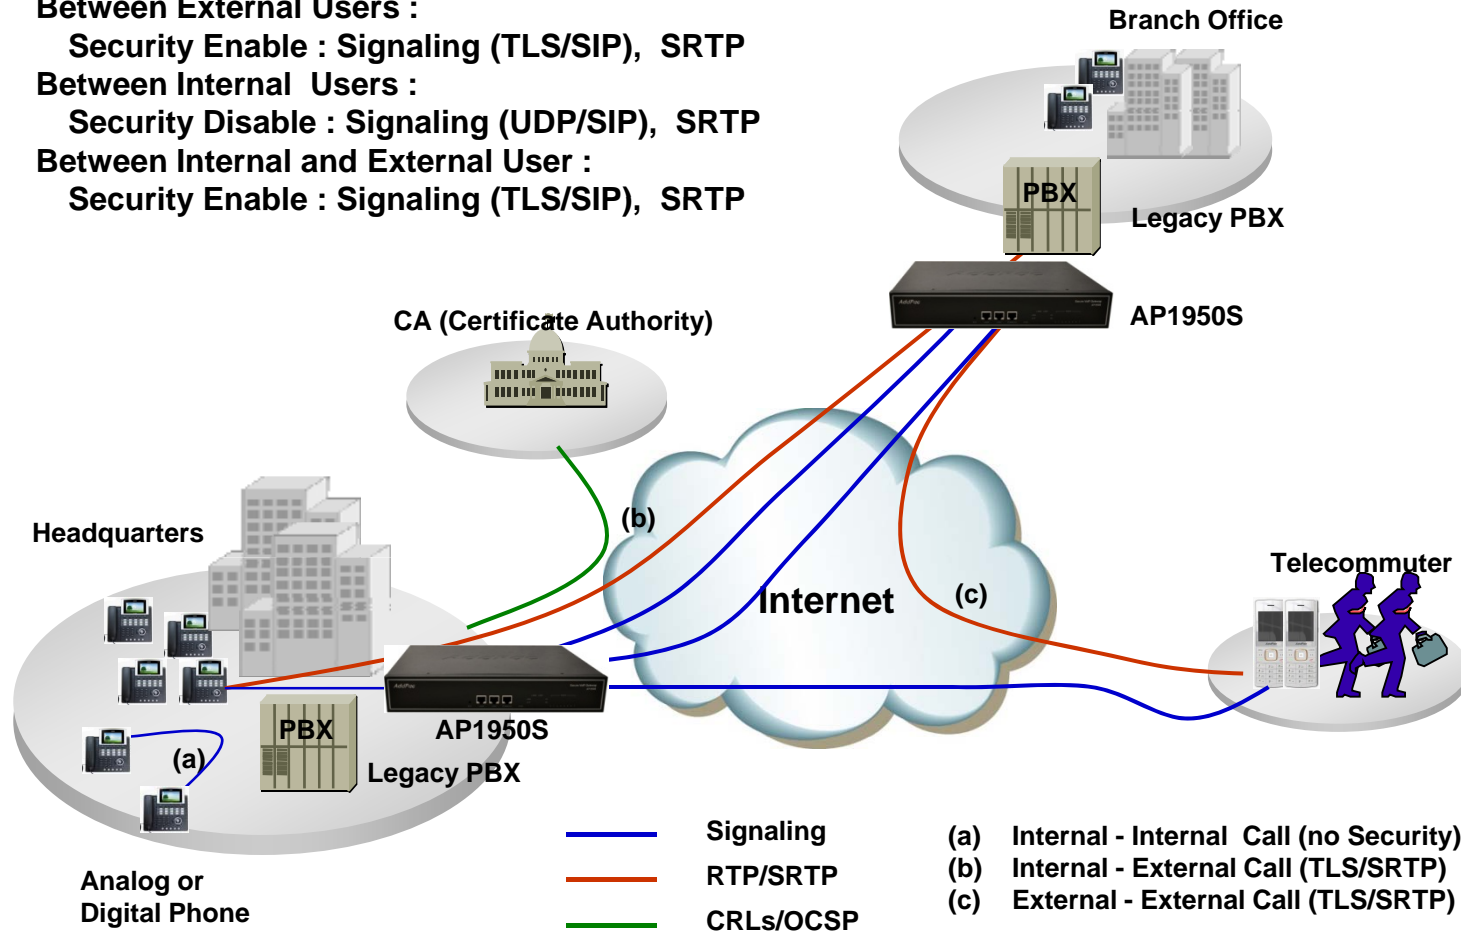 Between External Users :
Security Enable : Signaling (TLS/SIP), SRTP
Between Internal Users :
Security Disable : Signaling (UDP/SIP), SRTP
Between Internal and External User :
Security Enable : Signaling (TLS/SIP), SRTP
Branch Office
PBX
Legacy PBX
AP1950S
CA (Certificate Authority)
Headquarters
(b)
Internet
(c)
Telecommuter
PBX
AP1950S
(a)
Legacy PBX
Analog or
Digital Phone
Signaling
RTP/SRTP
CRLs/OCSP
(a) Internal - Internal Call (no Security)
(b) Internal - External Call (TLS/SRTP)
(c) External - External Call (TLS/SRTP)